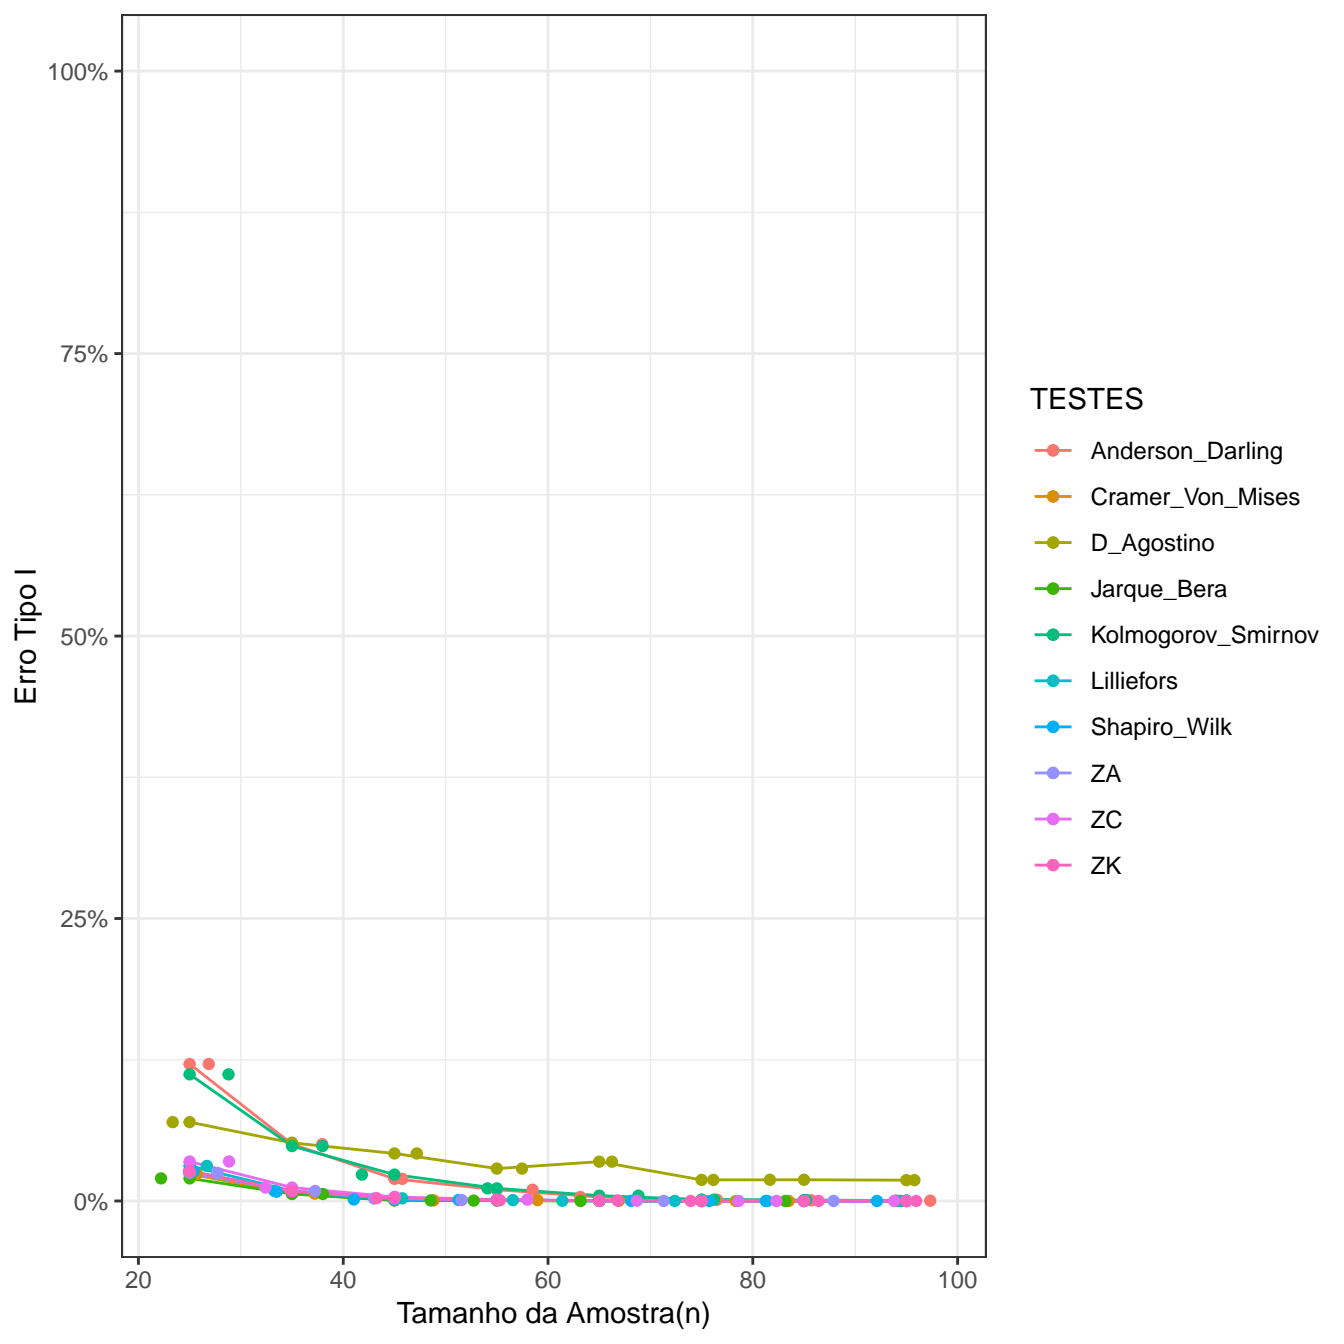 100%
75%
50%
25%
0%
Erro Tipo I
20
40
60
80
100
Tamanho da Amostra(n)
TESTES
Anderson_Darling
Cramer_Von_Mises
D_Agostino
Jarque_Bera
Kolmogorov_Smirnov
Lilliefors
Shapiro_Wilk
ZA
ZC
ZK